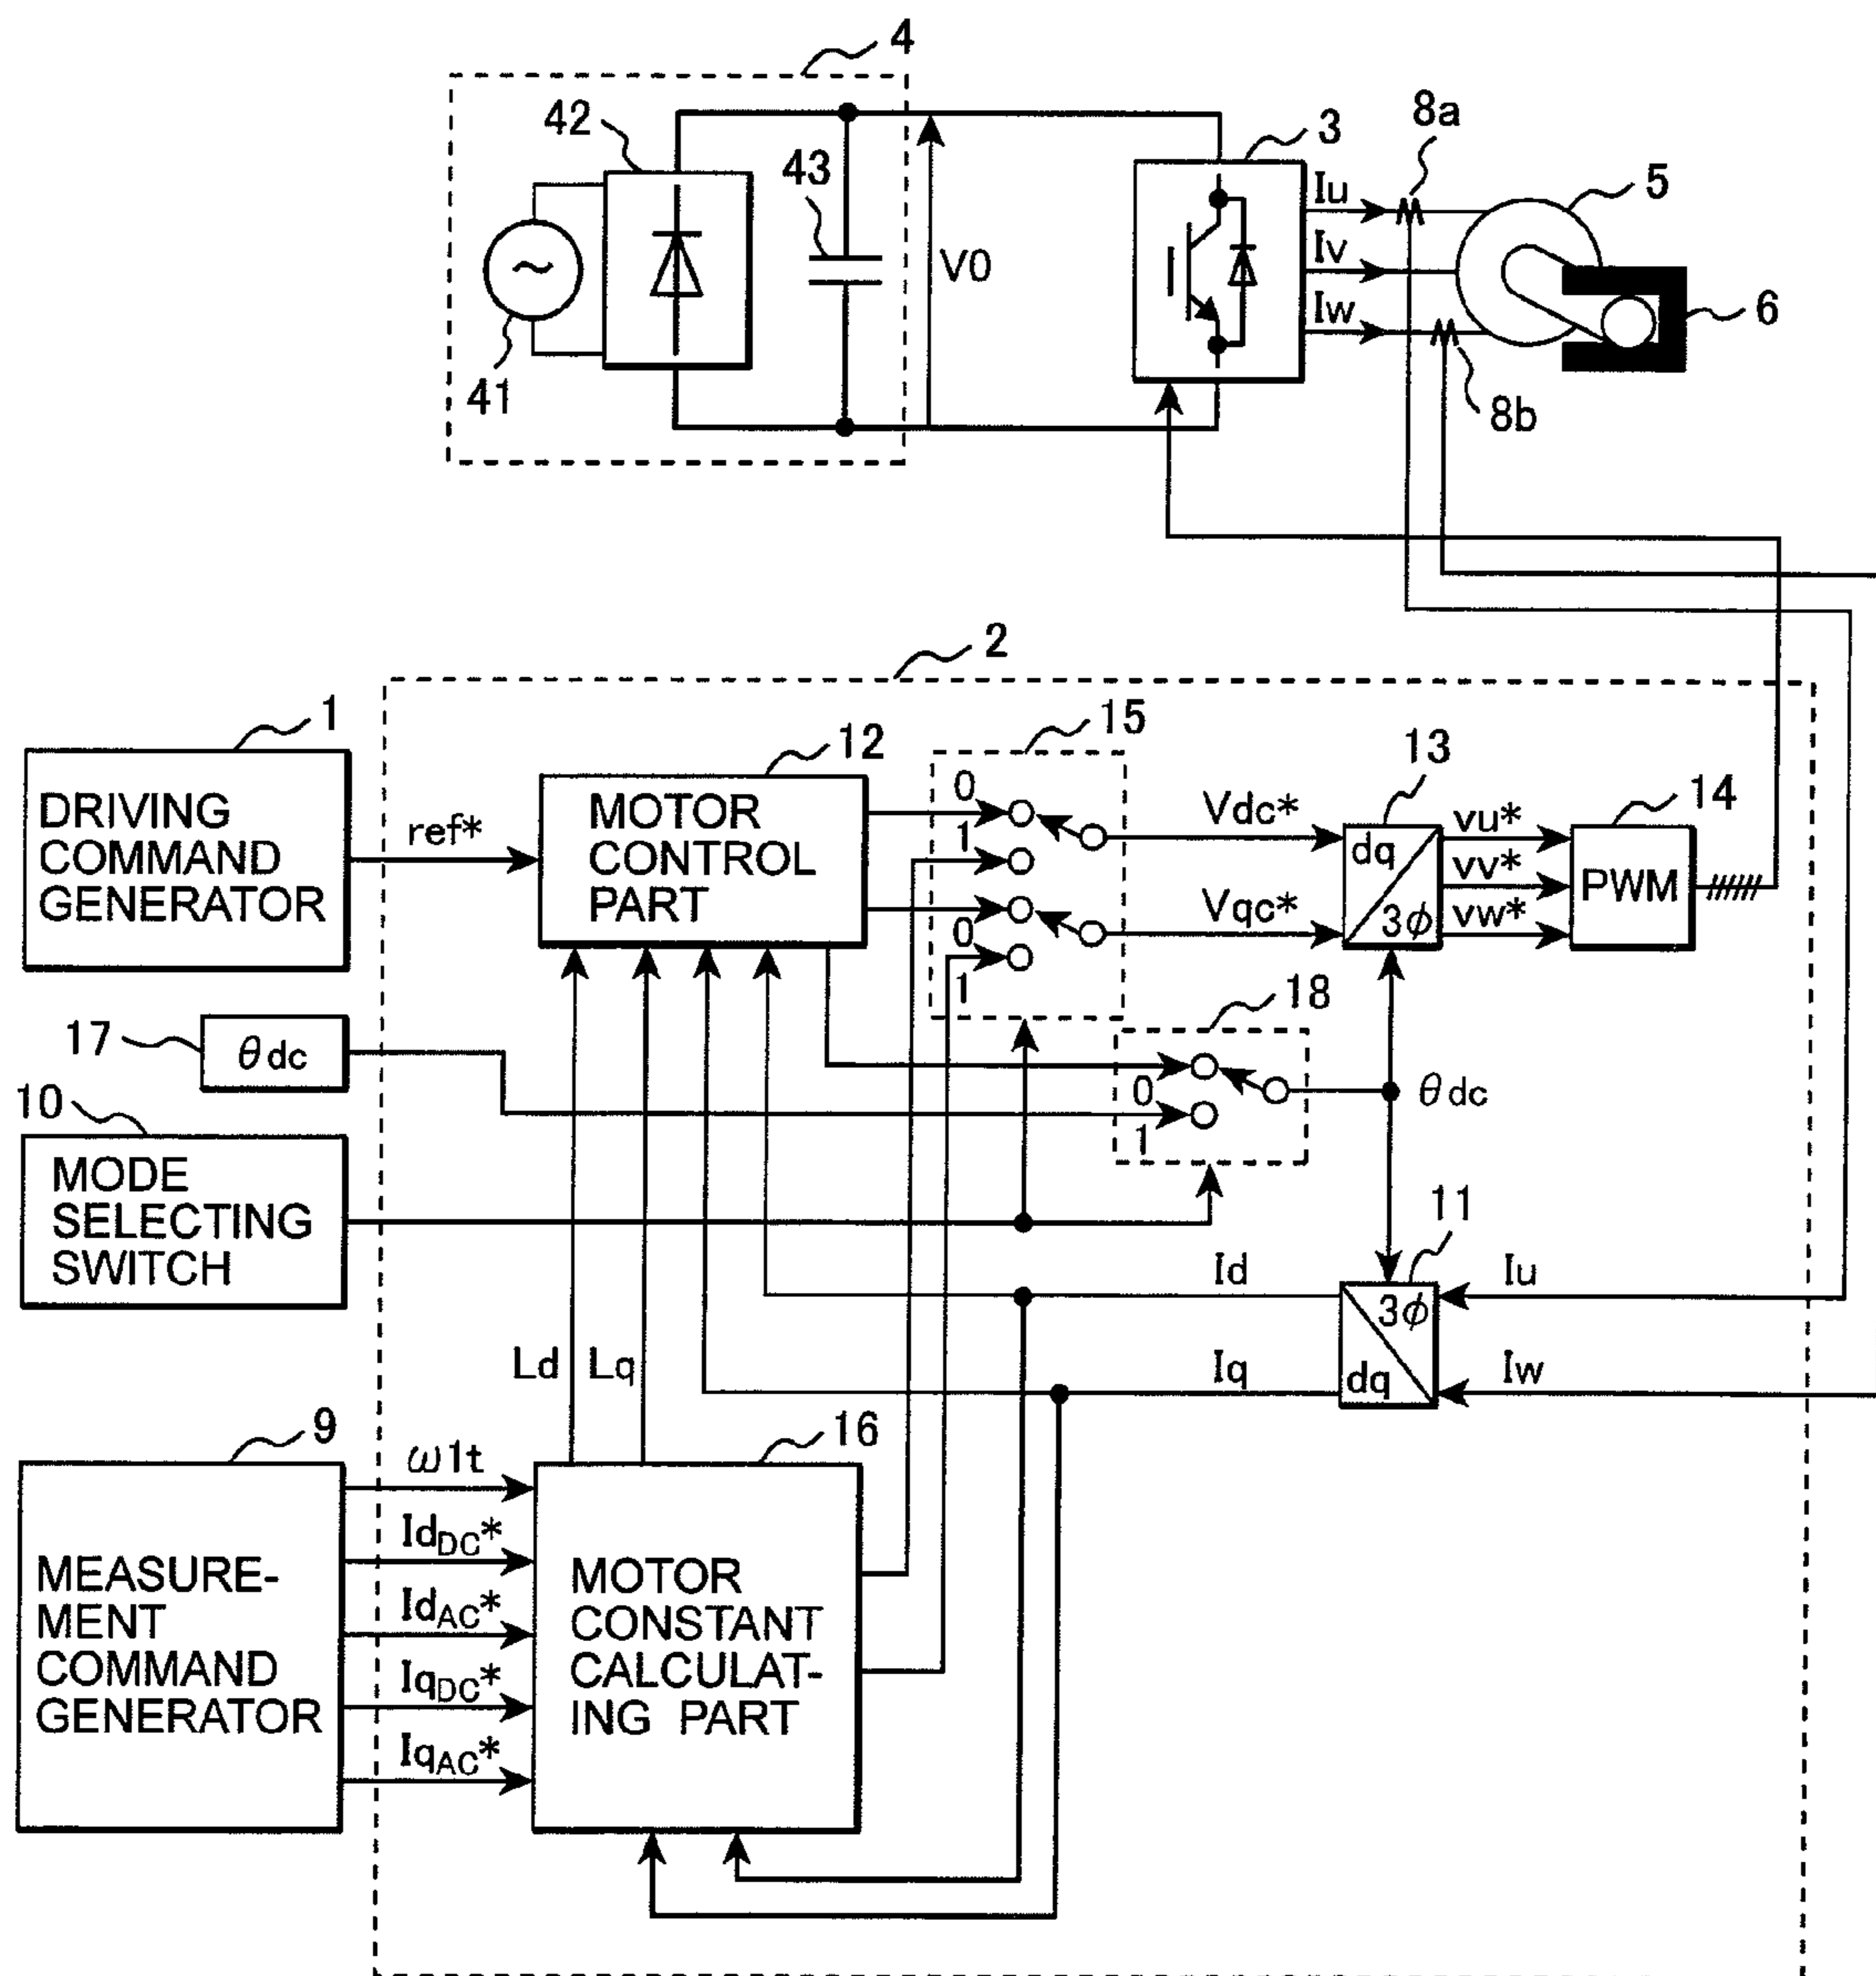 4
42
43
V0
41
3
8a
Iu
Iv
Iw
5
6
8b
2
1
DRIVING
COMMAND
GENERATOR
ref*
12
MOTOR
CONTROL
PART
15
0
1
0
1
Vdc*
Vqc*
13
dq
3φ
vu*
vv*
vw*
14
PWM
17
θdc
18
0
1
θdc
10
MODE
SELECTING
SWITCH
11
3φ
dq
Id
Iq
Iu
Iw
Ld
Lq
9
MEASURE-
MENT
COMMAND
GENERATOR
ω1t
IdDC*
IdAC*
IqDC*
IqAC*
16
MOTOR
CONSTANT
CALCULAT-
ING PART